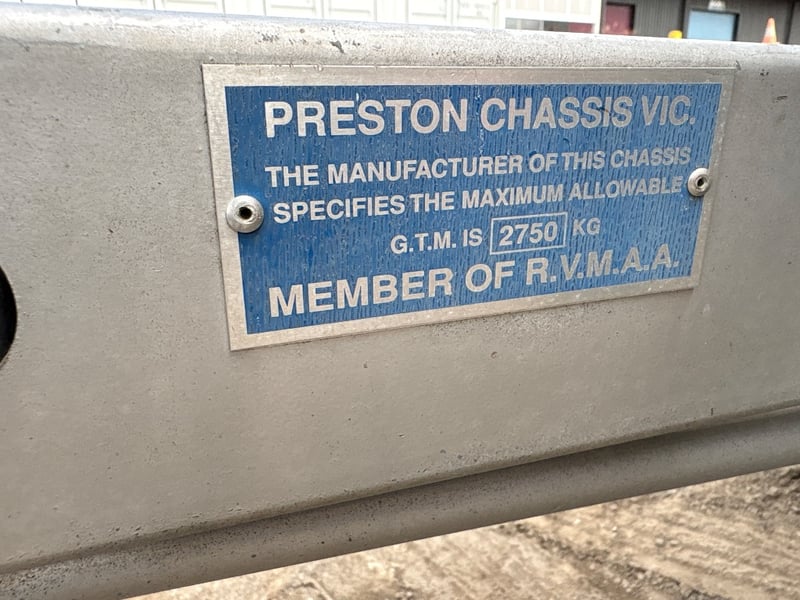 PRESTON CHASSIS VIC.
THE MANUFACTURER OF THIS CHASSIS
SPECIFIES THE MAXIMUM ALLOWABLE
G.T.M. IS 2750 KG
MEMBER OF R.V.M.A.A.